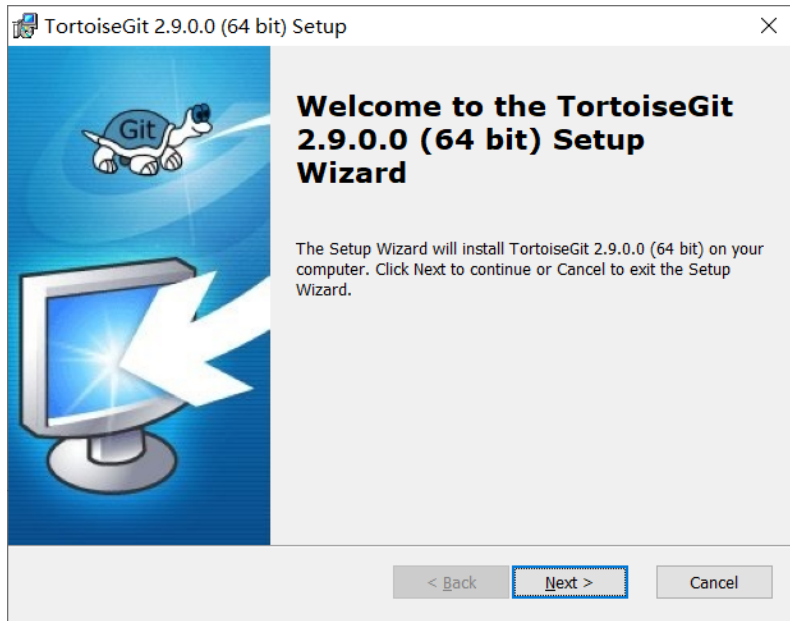 TortoiseGit 2.9.0.0 (64 bit) Setup
Git
Welcome to the TortoiseGit
2.9.0.0 (64 bit) Setup
Wizard
The Setup Wizard will install TortoiseGit 2.9.0.0 (64 bit) on your
computer. Click Next to continue or Cancel to exit the Setup
Wizard.
< Back
Next >
Cancel